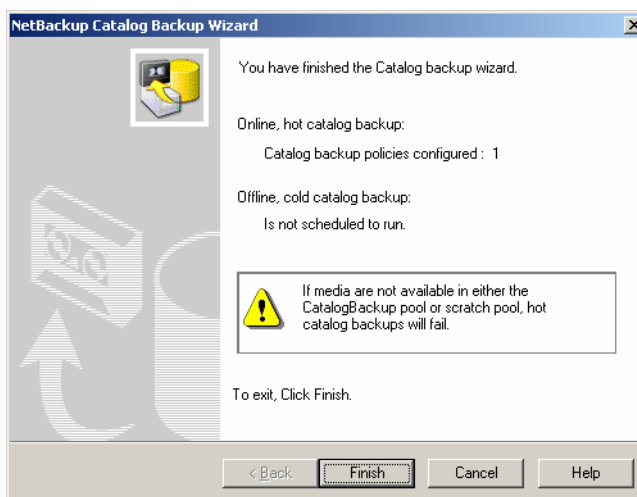 NetBackup Catalog Backup Wizard
You have finished the Catalog backup wizard.
Online, hot catalog backup:
Catalog backup policies configured : 1
Offline, cold catalog backup:
Is not scheduled to run.
If media are not available in either the
CatalogBackup pool or scratch pool, hot
catalog backups will fail.
To exit, Click Finish.
< Back
Finish
Cancel
Help